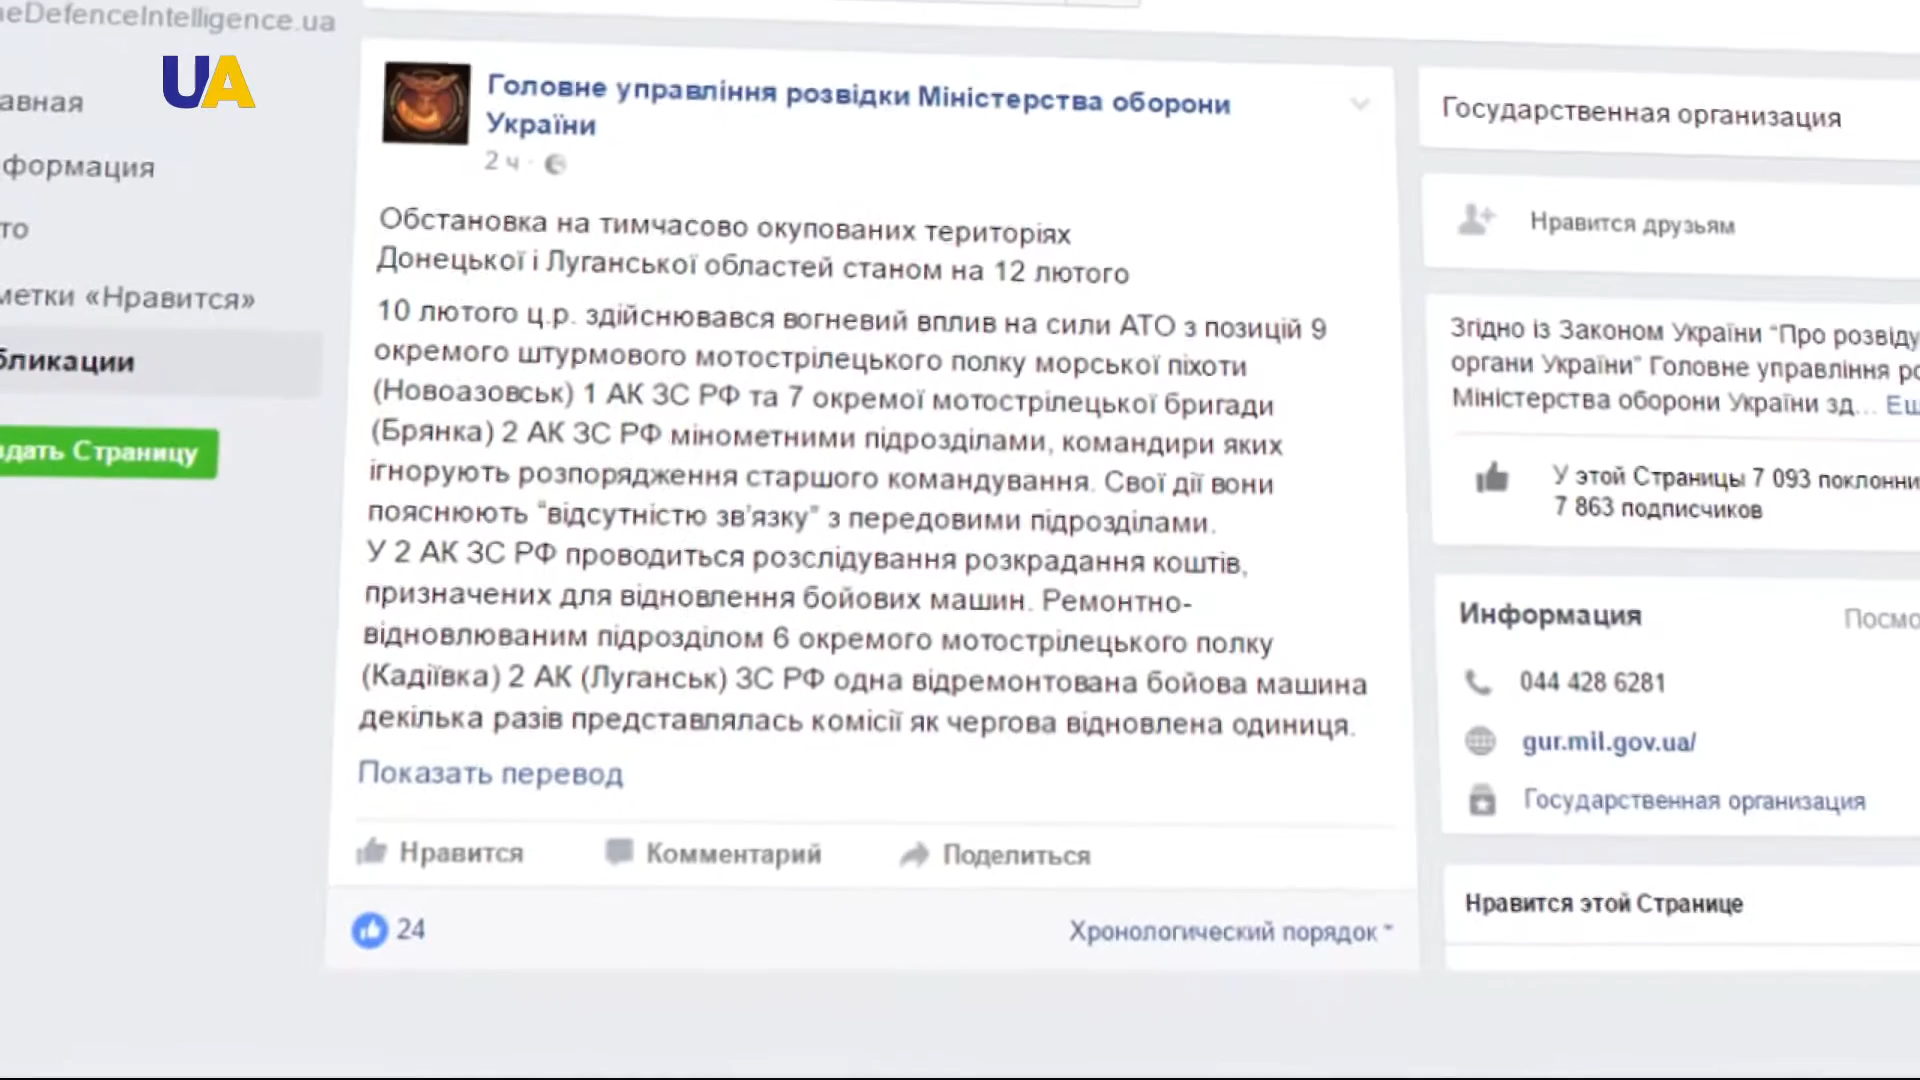 eDefenceIntelligence.ua
UA
авная
формация
то
метки «Нравится»
бликации
дать Страницу
Головне управління розвідки Міністерства оборони
України
2 ч ·
Обстановка на тимчасово окупованих територіях
Донецької і Луганської областей станом на 12 лютого
10 лютого ц.р. здійснювався вогневий вплив на сили АТО з позицій 9
окремого штурмового мотострілецького полку морської піхоти
(Новоазовськ) 1 АК ЗС РФ та 7 окремої мотострілецької бригади
(Брянка) 2 АК ЗС РФ мінометними підрозділами, командири яких
ігнорують розпорядження старшого командування. Свої дії вони
пояснюють “відсутністю зв’язку” з передовими підрозділами.
У 2 АК ЗС РФ проводиться розслідування розкрадання коштів,
призначених для відновлення бойових машин. Ремонтно-
відновлюваним підрозділом 6 окремого мотострілецького полку
(Кадіївка) 2 АК (Луганськ) ЗС РФ одна відремонтована бойова машина
декілька разів представлялась комісії як чергова відновлена одиниця.
Показать перевод
Нравится Комментарий Поделиться
24 Хронологический порядок
Государственная организация
Нравится друзьям
Згідно із Законом України “Про розвіду
органи України” Головне управління ро
Міністерства оборони України зд... Ещ
У этой Страницы 7 093 поклонни
7 863 подписчиков
Информация Посмо
044 428 6281
gur.mil.gov.ua/
Государственная организация
Нравится этой Странице